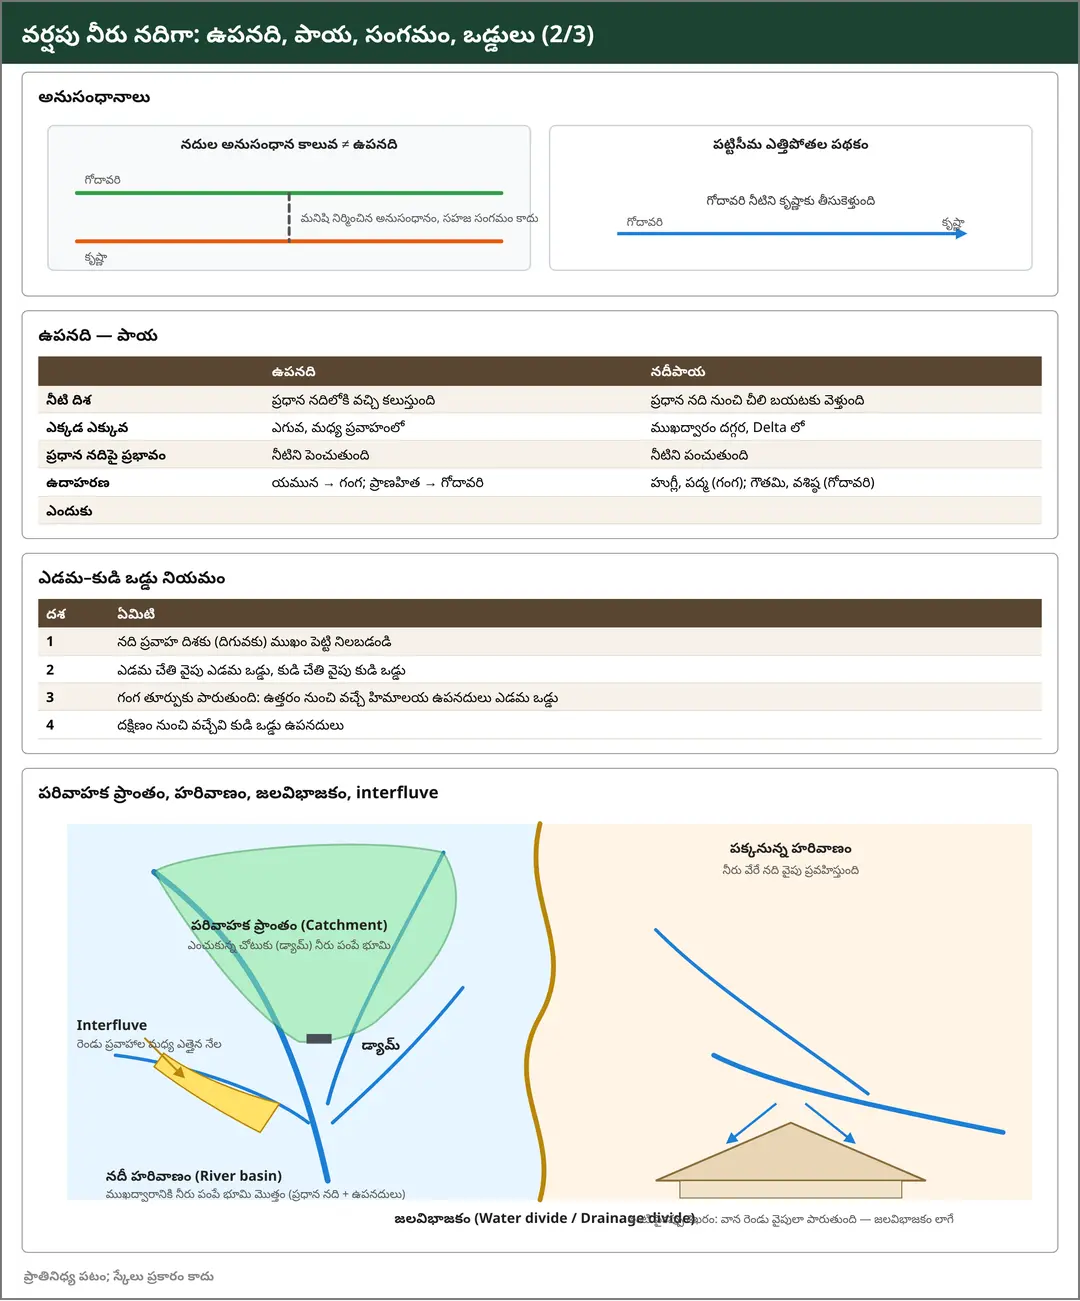 వర్షపు నీరు నదిగా: ఉపనది, పాయ, సంగమం, ఒడ్డులు (2/3)
అనుసంధానాలు
నదుల అనుసంధాన కాలువ ≠ ఉపనది
గోదావరి
మనిషి నిర్మించిన అనుసంధానం, సహజ సంగమం కాదు
కృష్ణా
పట్టిసీమ ఎత్తిపోతల పథకం
గోదావరి నీటిని కృష్ణాకు తీసుకెళ్తుంది
గోదావరి
కృష్ణా
ఉపనది — పాయ
ఉపనది నదీపాయ
నీటి దిశ ప్రధాన నదిలోకి వచ్చి కలుస్తుంది ప్రధాన నది నుంచి చీలి బయటకు వెళ్తుంది
ఎక్కడ ఎక్కువ ఎగువ, మధ్య ప్రవాహంలో ముఖద్వారం దగ్గర, Delta లో
ప్రధాన నదిపై ప్రభావం నీటిని పెంచుతుంది నీటిని పంచుతుంది
ఉదాహరణ యమున → గంగ; ప్రాణహిత → గోదావరి హుగ్లీ, పద్మ (గంగ); గౌతమి, వశిష్ఠ (గోదావరి)
ఎందుకు
ఎడమ–కుడి ఒడ్డు నియమం
దశ ఏమిటి
1 నది ప్రవాహ దిశకు (దిగువకు) ముఖం పెట్టి నిలబడండి
2 ఎడమ చేతి వైపు ఎడమ ఒడ్డు, కుడి చేతి వైపు కుడి ఒడ్డు
3 గంగ తూర్పుకు పారుతుంది: ఉత్తరం నుంచి వచ్చే హిమాలయ ఉపనదులు ఎడమ ఒడ్డు
4 దక్షిణం నుంచి వచ్చేవి కుడి ఒడ్డు ఉపనదులు
పరివాహక ప్రాంతం, హరివాణం, జలవిభాజకం, interfluve
పక్కనున్న హరివాణం
నీరు వేరే నది వైపు ప్రవహిస్తుంది
పరివాహక ప్రాంతం (Catchment)
ఎంచుకున్న చోటుకు (డ్యామ్) నీరు పంపే భూమి
Interfluve
రెండు ప్రవాహాల మధ్య ఎత్తైన నేల
డ్యామ్
నదీ హరివాణం (River basin)
ముఖద్వారానికి నీరు పంపే భూమి మొత్తం (ప్రధాన నది + ఉపనదులు)
జలవిభాజకం (Water divide / Drainage divide)
వాన రెండు వైపులా పారుతుంది — జలవిభాజకం లాగే
ప్రాతినిధ్య పటం; స్కేలు ప్రకారం కాదు